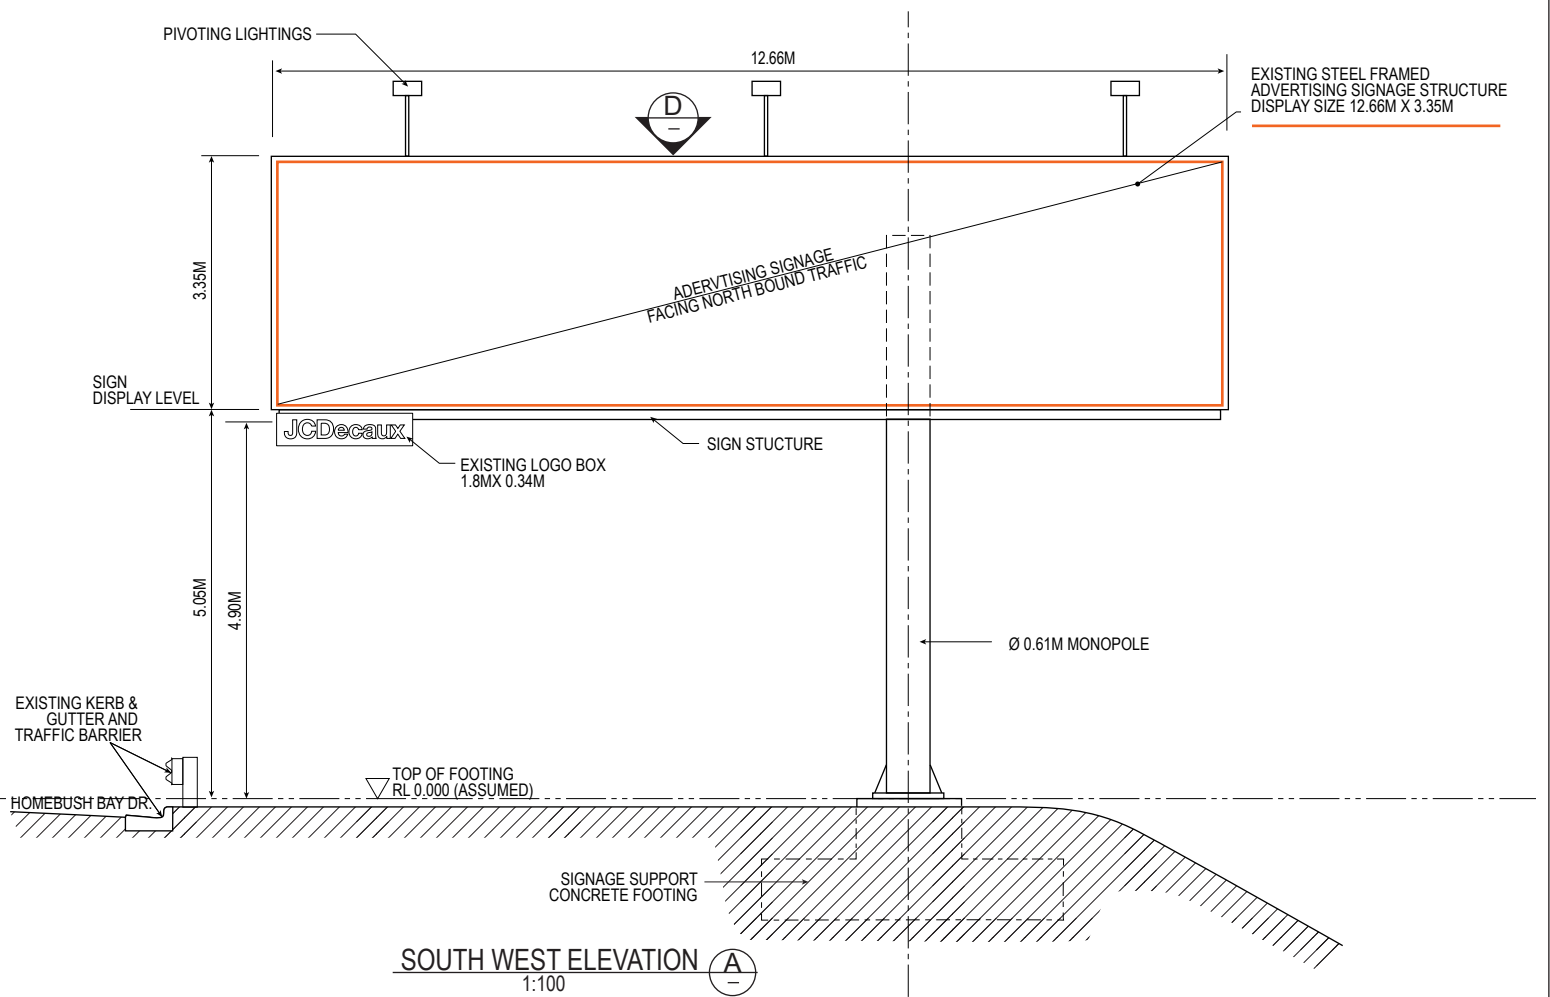 PIVOTING LIGHTINGS
12.66M
EXISTING STEEL FRAMED
ADVERTISING SIGNAGE STRUCTURE
DISPLAY SIZE 12.66M X 3.35M
D
–
3.35M
ADERVTISING SIGNAGE
FACING NORTH BOUND TRAFFIC
SIGN
DISPLAY LEVEL
JCDecaux
SIGN STUCTURE
EXISTING LOGO BOX
1.8MX 0.34M
5.05M
4.90M
Ø 0.61M MONOPOLE
EXISTING KERB &
GUTTER AND
TRAFFIC BARRIER
TOP OF FOOTING
RL 0.000 (ASSUMED)
HOMEBUSH BAY DR.
SIGNAGE SUPPORT
CONCRETE FOOTING
SOUTH WEST ELEVATION
1:100
A
–